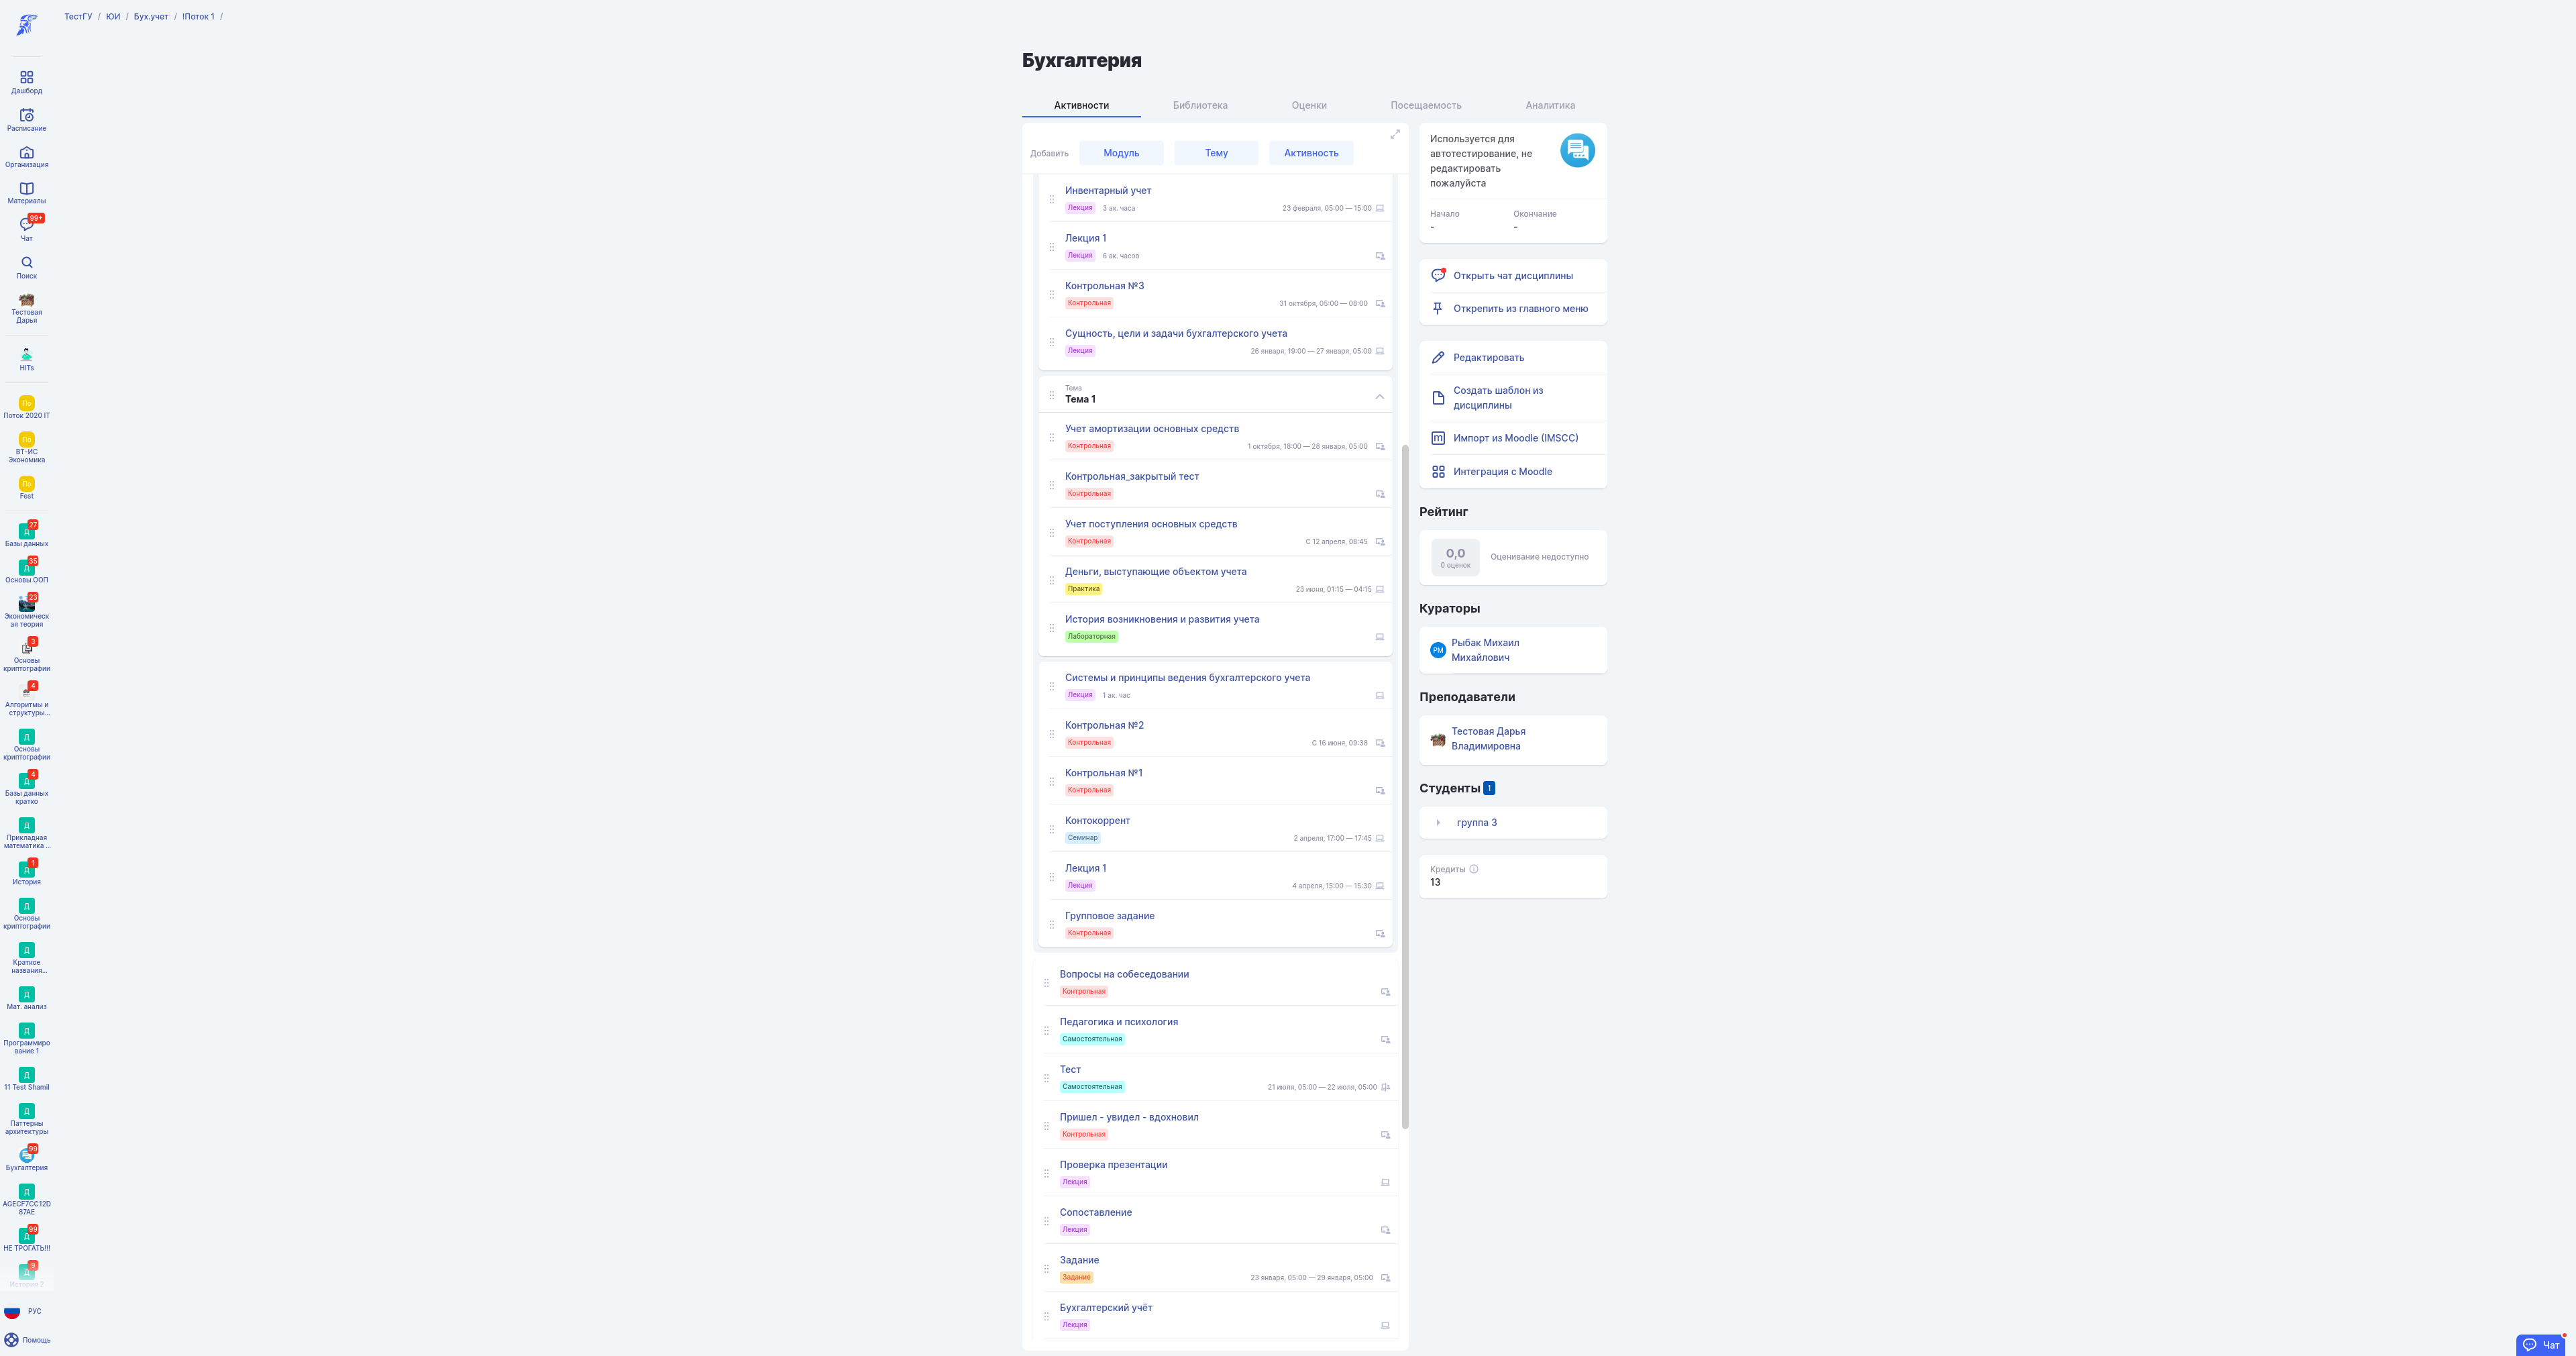 ТестГУ / ЮИ / Бух.учет / !Поток 1 /
Дашборд
Расписание
Организация
Материалы
99+
Чат
Поиск
Тестовая
Дарья
HITs
По
Поток 2020 IT
По
ВТ-ИС
Экономика
По
Fest
27
Д
Базы данных
35
Д
Основы ООП
23
Экономическ
ая теория
3
Основы
криптографии
4
Алгоритмы и
структуры...
Д
Основы
криптографии
4
Д
Базы данных
кратко
Д
Прикладная
математика ...
1
Д
История
Д
Основы
криптографии
Д
Краткое
названия...
Д
Мат. анализ
Д
Программиро
вание 1
Д
11 Test Shamil
Д
Паттерны
архитектуры
99
Бухгалтерия
Д
AGECF7CC12D
87AE
99
Д
НЕ ТРОГАТЬ!!!
9
Д
История 2
РУС
Помощь
Бухгалтерия
Активности
Библиотека
Оценки
Посещаемость
Аналитика
Добавить
Модуль
Тему
Активность
Инвентарный учет
Лекция 3 ак. часа 23 февраля, 05:00 — 15:00
Лекция 1
Лекция 6 ак. часов
Контрольная №3
Контрольная 31 октября, 05:00 — 08:00
Сущность, цели и задачи бухгалтерского учета
Лекция 26 января, 19:00 — 27 января, 05:00
Тема
Тема 1
Учет амортизации основных средств
Контрольная 1 октября, 18:00 — 28 января, 05:00
Контрольная_закрытый тест
Контрольная
Учет поступления основных средств
Контрольная С 12 апреля, 08:45
Деньги, выступающие объектом учета
Практика 23 июня, 01:15 — 04:15
История возникновения и развития учета
Лабораторная
Системы и принципы ведения бухгалтерского учета
Лекция 1 ак. час
Контрольная №2
Контрольная С 16 июня, 09:38
Контрольная №1
Контрольная
Контокоррент
Семинар 2 апреля, 17:00 — 17:45
Лекция 1
Лекция 4 апреля, 15:00 — 15:30
Групповое задание
Контрольная
Вопросы на собеседовании
Контрольная
Педагогика и психология
Самостоятельная
Тест
Самостоятельная 21 июля, 05:00 — 22 июля, 05:00
Пришел - увидел - вдохновил
Контрольная
Проверка презентации
Лекция
Сопоставление
Лекция
Задание
Задание 23 января, 05:00 — 29 января, 05:00
Бухгалтерский учёт
Лекция
Используется для
автотестирование, не
редактировать
пожалуйста
Начало Окончание
- -
Открыть чат дисциплины
Открепить из главного меню
Редактировать
Создать шаблон из
дисциплины
Импорт из Moodle (IMSCC)
Интеграция с Moodle
Рейтинг
0,0
0 оценок
Оценивание недоступно
Кураторы
РМ
Рыбак Михаил
Михайлович
Преподаватели
Тестовая Дарья
Владимировна
Студенты 1
группа 3
Кредиты
13
Чат